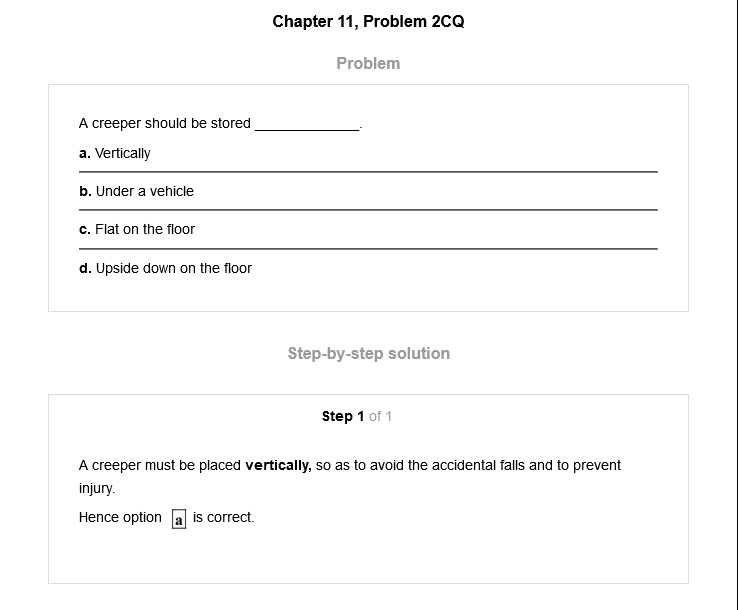 Chapter 11, Problem 2CQ
Problem
A creeper should be stored ______________.
a. Vertically
b. Under a vehicle
c. Flat on the floor
d. Upside down on the floor
Step-by-step solution
Step 1 of 1
A creeper must be placed vertically, so as to avoid the accidental falls and to prevent
injury.
Hence option a is correct.